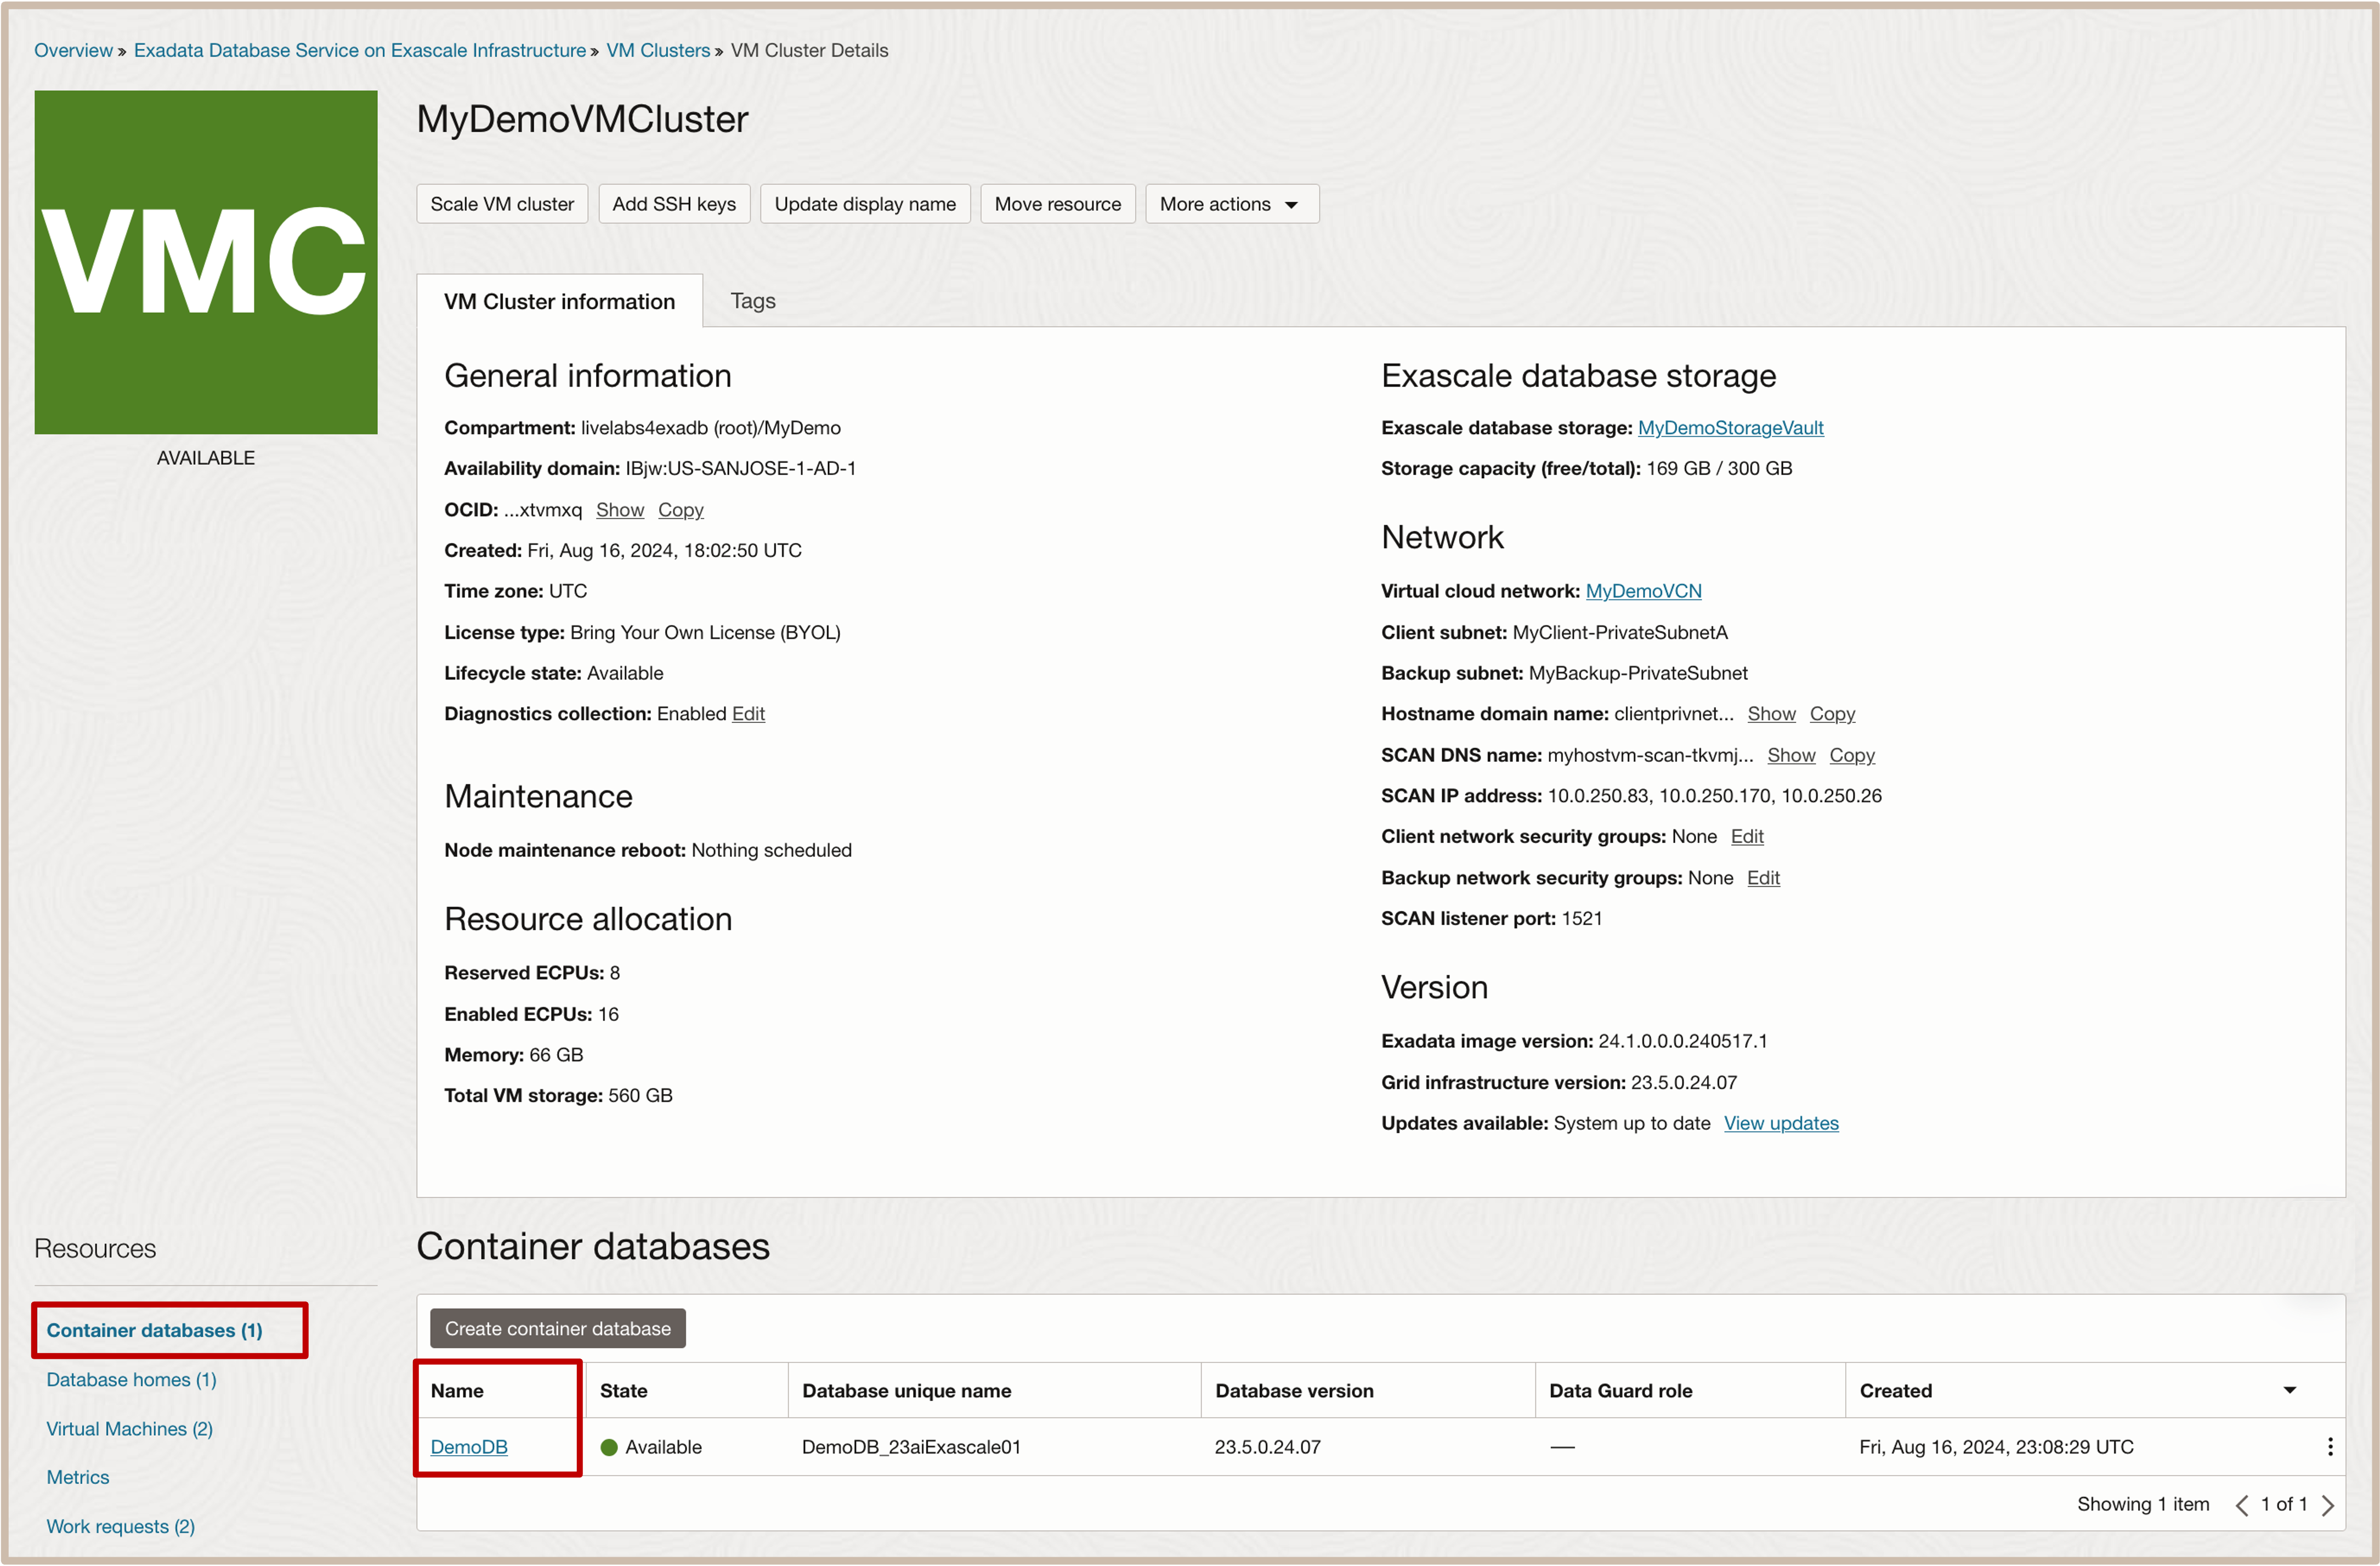 Overview » Exadata Database Service on Exascale Infrastructure » VM Clusters » VM Cluster Details
VMC
AVAILABLE
MyDemoVMCluster
Scale VM cluster
Add SSH keys
Update display name
Move resource
More actions
VM Cluster information
Tags
General information
Compartment: livelabs4exadb (root)/MyDemo
Availability domain: IBjw:US-SANJOSE-1-AD-1
OCID: ...xtvmxq Show Copy
Created: Fri, Aug 16, 2024, 18:02:50 UTC
Time zone: UTC
License type: Bring Your Own License (BYOL)
Lifecycle state: Available
Diagnostics collection: Enabled Edit
Maintenance
Node maintenance reboot: Nothing scheduled
Resource allocation
Reserved ECPUs: 8
Enabled ECPUs: 16
Memory: 66 GB
Total VM storage: 560 GB
Exascale database storage
Exascale database storage: MyDemoStorageVault
Storage capacity (free/total): 169 GB / 300 GB
Network
Virtual cloud network: MyDemoVCN
Client subnet: MyClient-PrivateSubnetA
Backup subnet: MyBackup-PrivateSubnet
Hostname domain name: clientprivnet... Show Copy
SCAN DNS name: myhostvm-scan-tkvmj... Show Copy
SCAN IP address: 10.0.250.83, 10.0.250.170, 10.0.250.26
Client network security groups: None Edit
Backup network security groups: None Edit
SCAN listener port: 1521
Version
Exadata image version: 24.1.0.0.0.240517.1
Grid infrastructure version: 23.5.0.24.07
Updates available: System up to date View updates
Resources
Container databases (1)
Database homes (1)
Virtual Machines (2)
Metrics
Work requests (2)
Container databases
Create container database
Name State Database unique name Database version Data Guard role Created
DemoDB Available DemoDB_23aiExascale01 23.5.0.24.07 — Fri, Aug 16, 2024, 23:08:29 UTC
Showing 1 item < 1 of 1 >